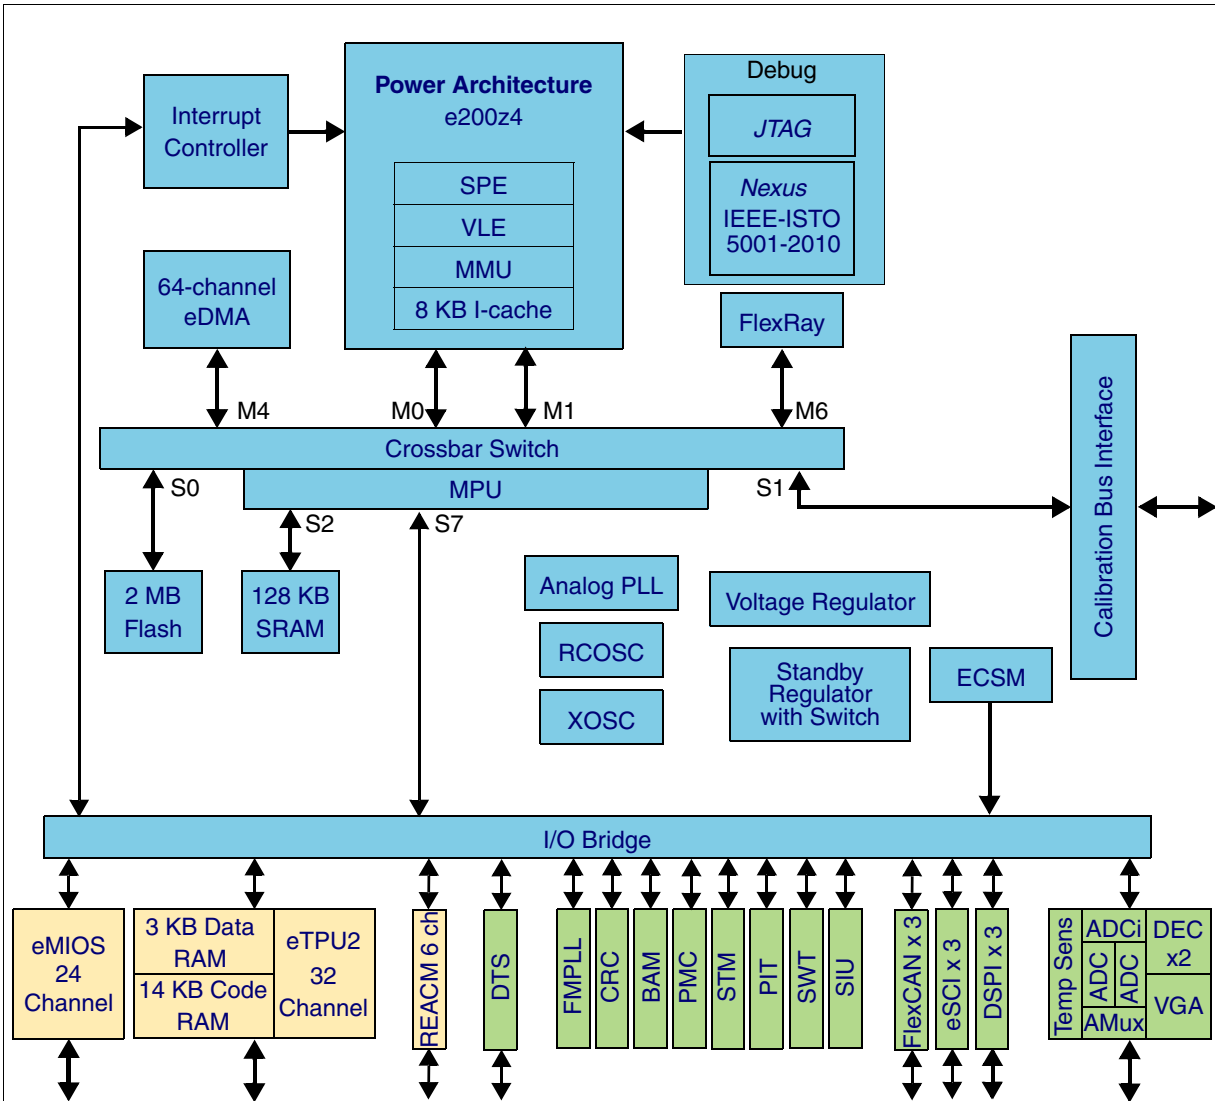 Power Architecture
e200z4
SPE
VLE
MMU
8 KB I-cache
Interrupt
Controller
Debug
JTAG
Nexus
IEEE-ISTO
5001-2010
64-channel
eDMA
FlexRay
M4
M0
M1
M6
Crossbar Switch
MPU
S0
S2
S7
S1
Calibration Bus Interface
2 MB
Flash
128 KB
SRAM
Analog PLL
RCOSC
XOSC
Voltage Regulator
Standby
Regulator
with Switch
ECSM
I/O Bridge
eMIOS
24
Channel
3 KB Data
RAM
14 KB Code
RAM
eTPU2
32
Channel
REACM 6 ch
DTS
FMPLL
CRC
BAM
PMC
STM
PIT
SWT
SIU
FlexCAN x 3
eSCI x 3
DSPI x 3
Temp Sens
ADCi
ADC
ADC
AMux
DEC
x2
VGA